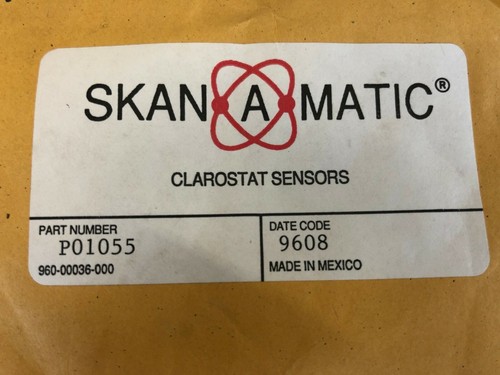 SKAN A MATIC®
CLAROSTAT SENSORS
PART NUMBER
P01055
960-00036-000
DATE CODE
9608
MADE IN MEXICO